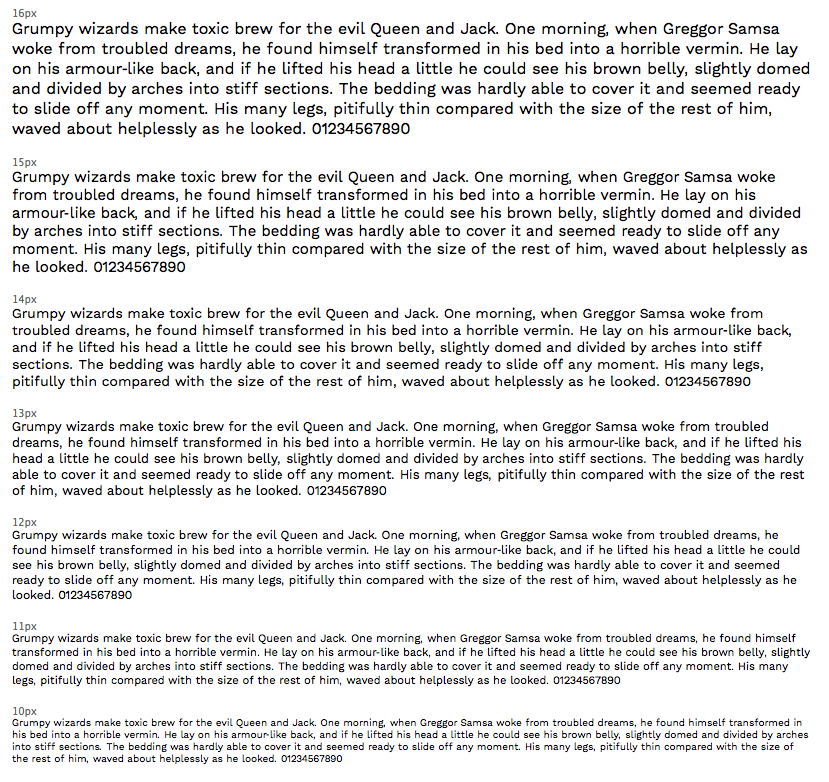 16px
Grumpy wizards make toxic brew for the evil Queen and Jack. One morning, when Greggor Samsa
woke from troubled dreams, he found himself transformed in his bed into a horrible vermin. He lay
on his armour-like back, and if he lifted his head a little he could see his brown belly, slightly domed
and divided by arches into stiff sections. The bedding was hardly able to cover it and seemed ready
to slide off any moment. His many legs, pitifully thin compared with the size of the rest of him,
waved about helplessly as he looked. 01234567890
15px
Grumpy wizards make toxic brew for the evil Queen and Jack. One morning, when Greggor Samsa woke
from troubled dreams, he found himself transformed in his bed into a horrible vermin. He lay on his
armour-like back, and if he lifted his head a little he could see his brown belly, slightly domed and divided
by arches into stiff sections. The bedding was hardly able to cover it and seemed ready to slide off any
moment. His many legs, pitifully thin compared with the size of the rest of him, waved about helplessly as
he looked. 01234567890
14px
Grumpy wizards make toxic brew for the evil Queen and Jack. One morning, when Greggor Samsa woke from
troubled dreams, he found himself transformed in his bed into a horrible vermin. He lay on his armour-like back,
and if he lifted his head a little he could see his brown belly, slightly domed and divided by arches into stiff
sections. The bedding was hardly able to cover it and seemed ready to slide off any moment. His many legs,
pitifully thin compared with the size of the rest of him, waved about helplessly as he looked. 01234567890
13px
Grumpy wizards make toxic brew for the evil Queen and Jack. One morning, when Greggor Samsa woke from troubled
dreams, he found himself transformed in his bed into a horrible vermin. He lay on his armour-like back, and if he lifted his
head a little he could see his brown belly, slightly domed and divided by arches into stiff sections. The bedding was hardly
able to cover it and seemed ready to slide off any moment. His many legs, pitifully thin compared with the size of the rest
of him, waved about helplessly as he looked. 01234567890
12px
Grumpy wizards make toxic brew for the evil Queen and Jack. One morning, when Greggor Samsa woke from troubled dreams, he
found himself transformed in his bed into a horrible vermin. He lay on his armour-like back, and if he lifted his head a little he could
see his brown belly, slightly domed and divided by arches into stiff sections. The bedding was hardly able to cover it and seemed
ready to slide off any moment. His many legs, pitifully thin compared with the size of the rest of him, waved about helplessly as he
looked. 01234567890
11px
Grumpy wizards make toxic brew for the evil Queen and Jack. One morning, when Greggor Samsa woke from troubled dreams, he found himself
transformed in his bed into a horrible vermin. He lay on his armour-like back, and if he lifted his head a little he could see his brown belly, slightly
domed and divided by arches into stiff sections. The bedding was hardly able to cover it and seemed ready to slide off any moment. His many
legs, pitifully thin compared with the size of the rest of him, waved about helplessly as he looked. 01234567890
10px
Grumpy wizards make toxic brew for the evil Queen and Jack. One morning, when Greggor Samsa woke from troubled dreams, he found himself transformed in
his bed into a horrible vermin. He lay on his armour-like back, and if he lifted his head a little he could see his brown belly, slightly domed and divided by arches
into stiff sections. The bedding was hardly able to cover it and seemed ready to slide off any moment. His many legs, pitifully thin compared with the size of
the rest of him, waved about helplessly as he looked. 01234567890